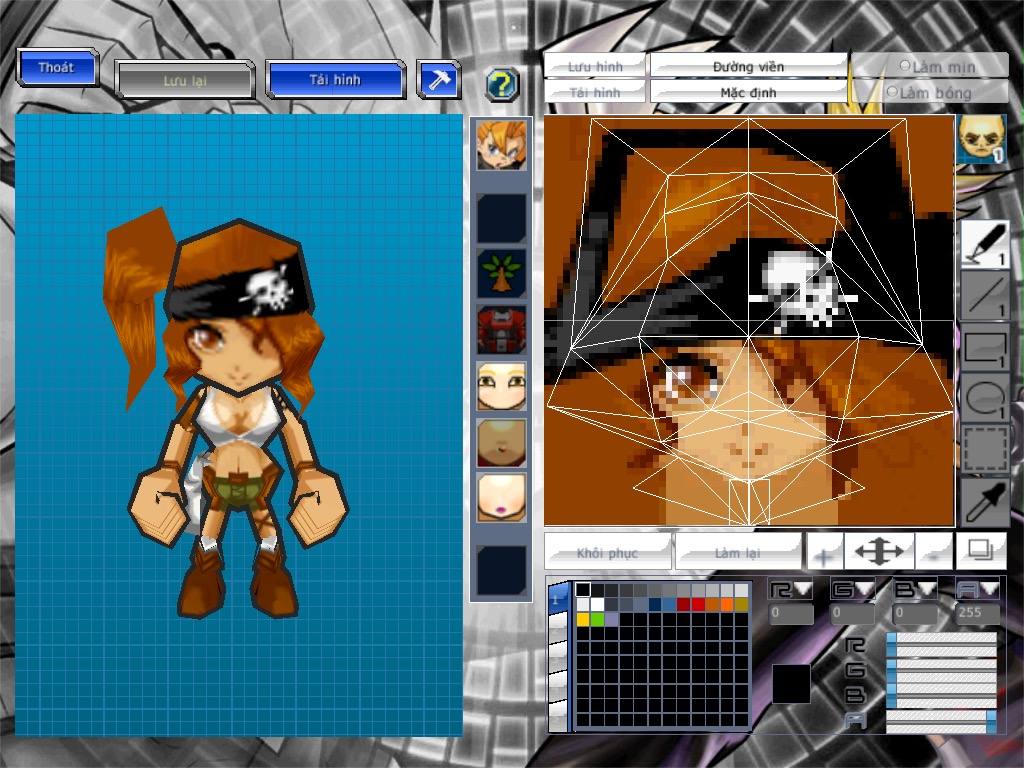 Thoát
Lưu lại
Tải hình
?
Lưu hình
Đường viền
Làm mịn
Tải hình
Mặc định
Làm bóng
1
1
1
1
1
Khôi phục
Làm lại
+
-
1
R G B A
0 0 0 255
R
G
B
A